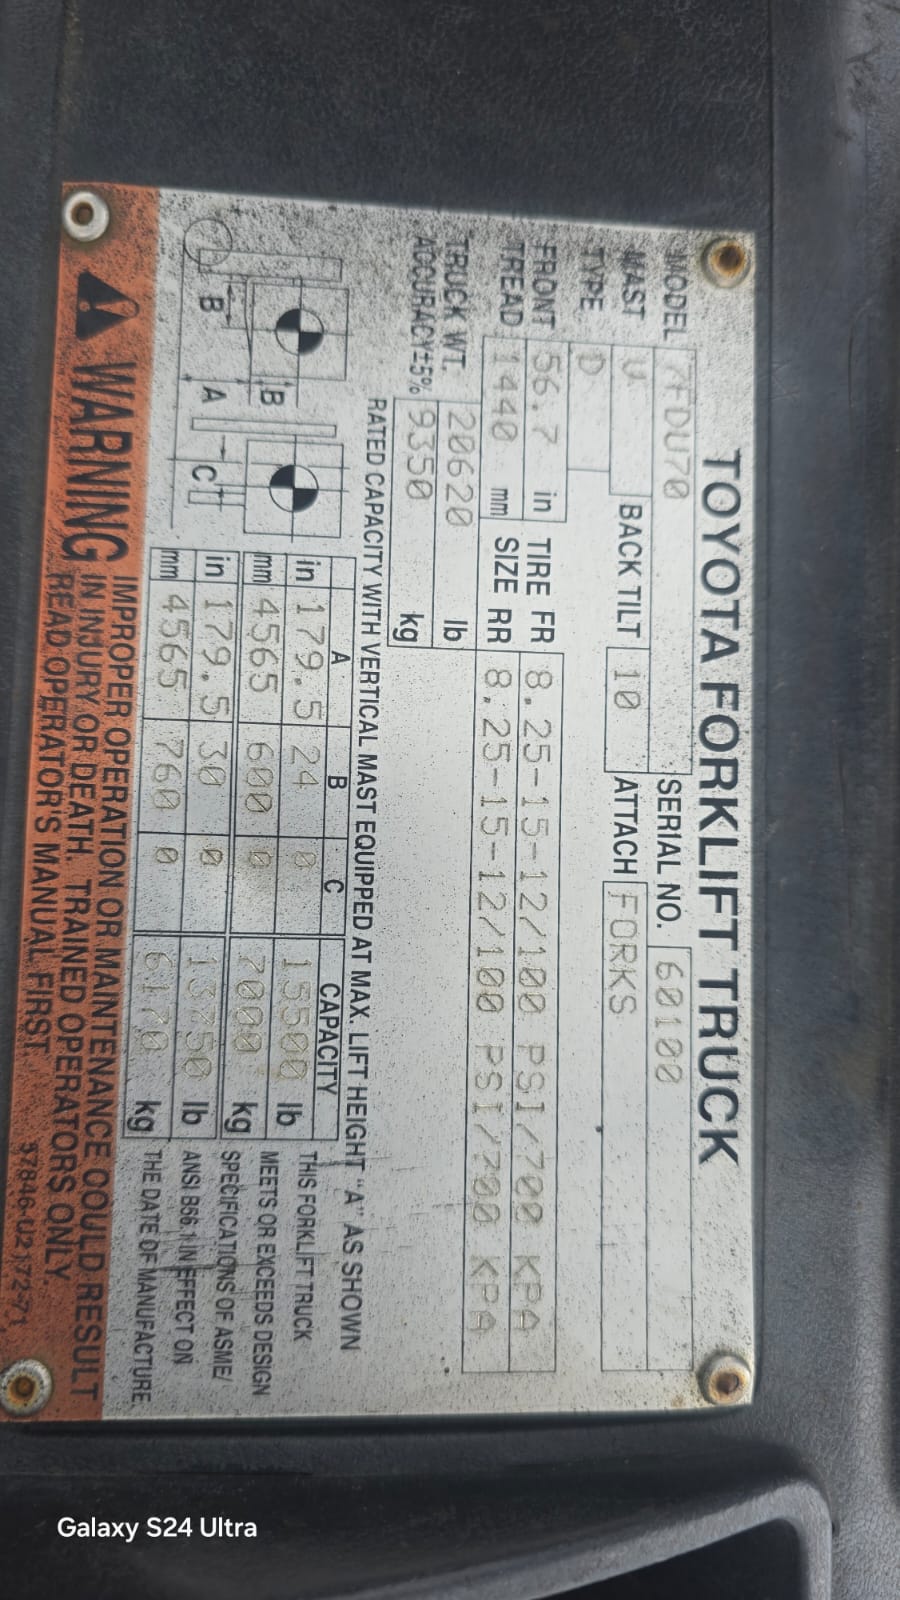 TOYOTA FORKLIFT TRUCK
MODEL 7FDU70 SERIAL NO. 60100
MAST V BACK TILT 10 ATTACH FORKS
TYPE D
FRONT 56.7 in TIRE FR 8.25-15-12/100 PSI/700 KPA
TREAD 1440 mm SIZE RR 8.25-15-12/100 PSI/700 KPA
TRUCK WT. 20620 lb
ACCURACY±5% 9350 kg
RATED CAPACITY WITH VERTICAL MAST EQUIPPED AT MAX. LIFT HEIGHT "A" AS SHOWN
A B C CAPACITY
in 179.5 24 0 15500 lb
mm 4565 600 0 7000 kg
in 179.5 30 0 13750 lb
mm 4565 760 0 6170 kg
B A B C
THIS FORKLIFT TRUCK
MEETS OR EXCEEDS DESIGN
SPECIFICATIONS OF ASME/
ANSI B56.1 IN EFFECT ON
THE DATE OF MANUFACTURE
WARNING
IMPROPER OPERATION OR MAINTENANCE COULD RESULT
IN INJURY OR DEATH. TRAINED OPERATORS ONLY.
READ OPERATOR'S MANUAL FIRST.
57846-U2172-71
Galaxy S24 Ultra